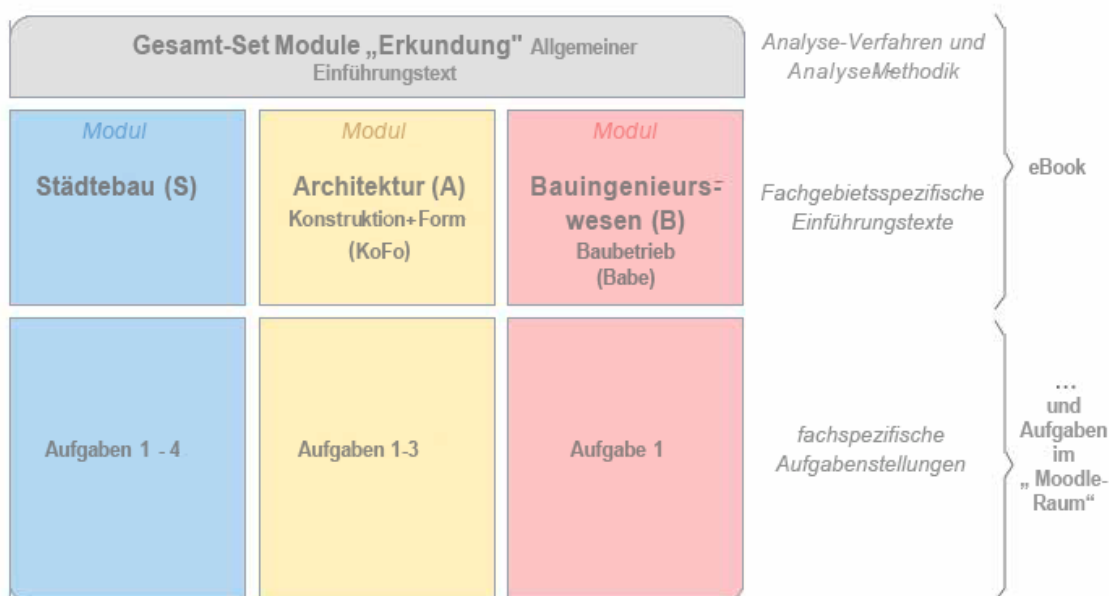 Gesamt-Set Module „Erkundung" Allgemeiner
Einführungstext
Analyse-Verfahren und
AnalyseMethodik
Modul
Städtebau (S)
Modul
Architektur (A)
Konstruktion+Form
(KoFo)
Modul
Bauingenieurs-
wesen (B)
Baubetrieb
(Babe)
Fachgebietsspezifische
Einführungstexte
eBook
Aufgaben 1 - 4
Aufgaben 1-3
Aufgabe 1
fachspezifische
Aufgabenstellungen
...
und
Aufgaben
im
„ Moodle-
Raum“